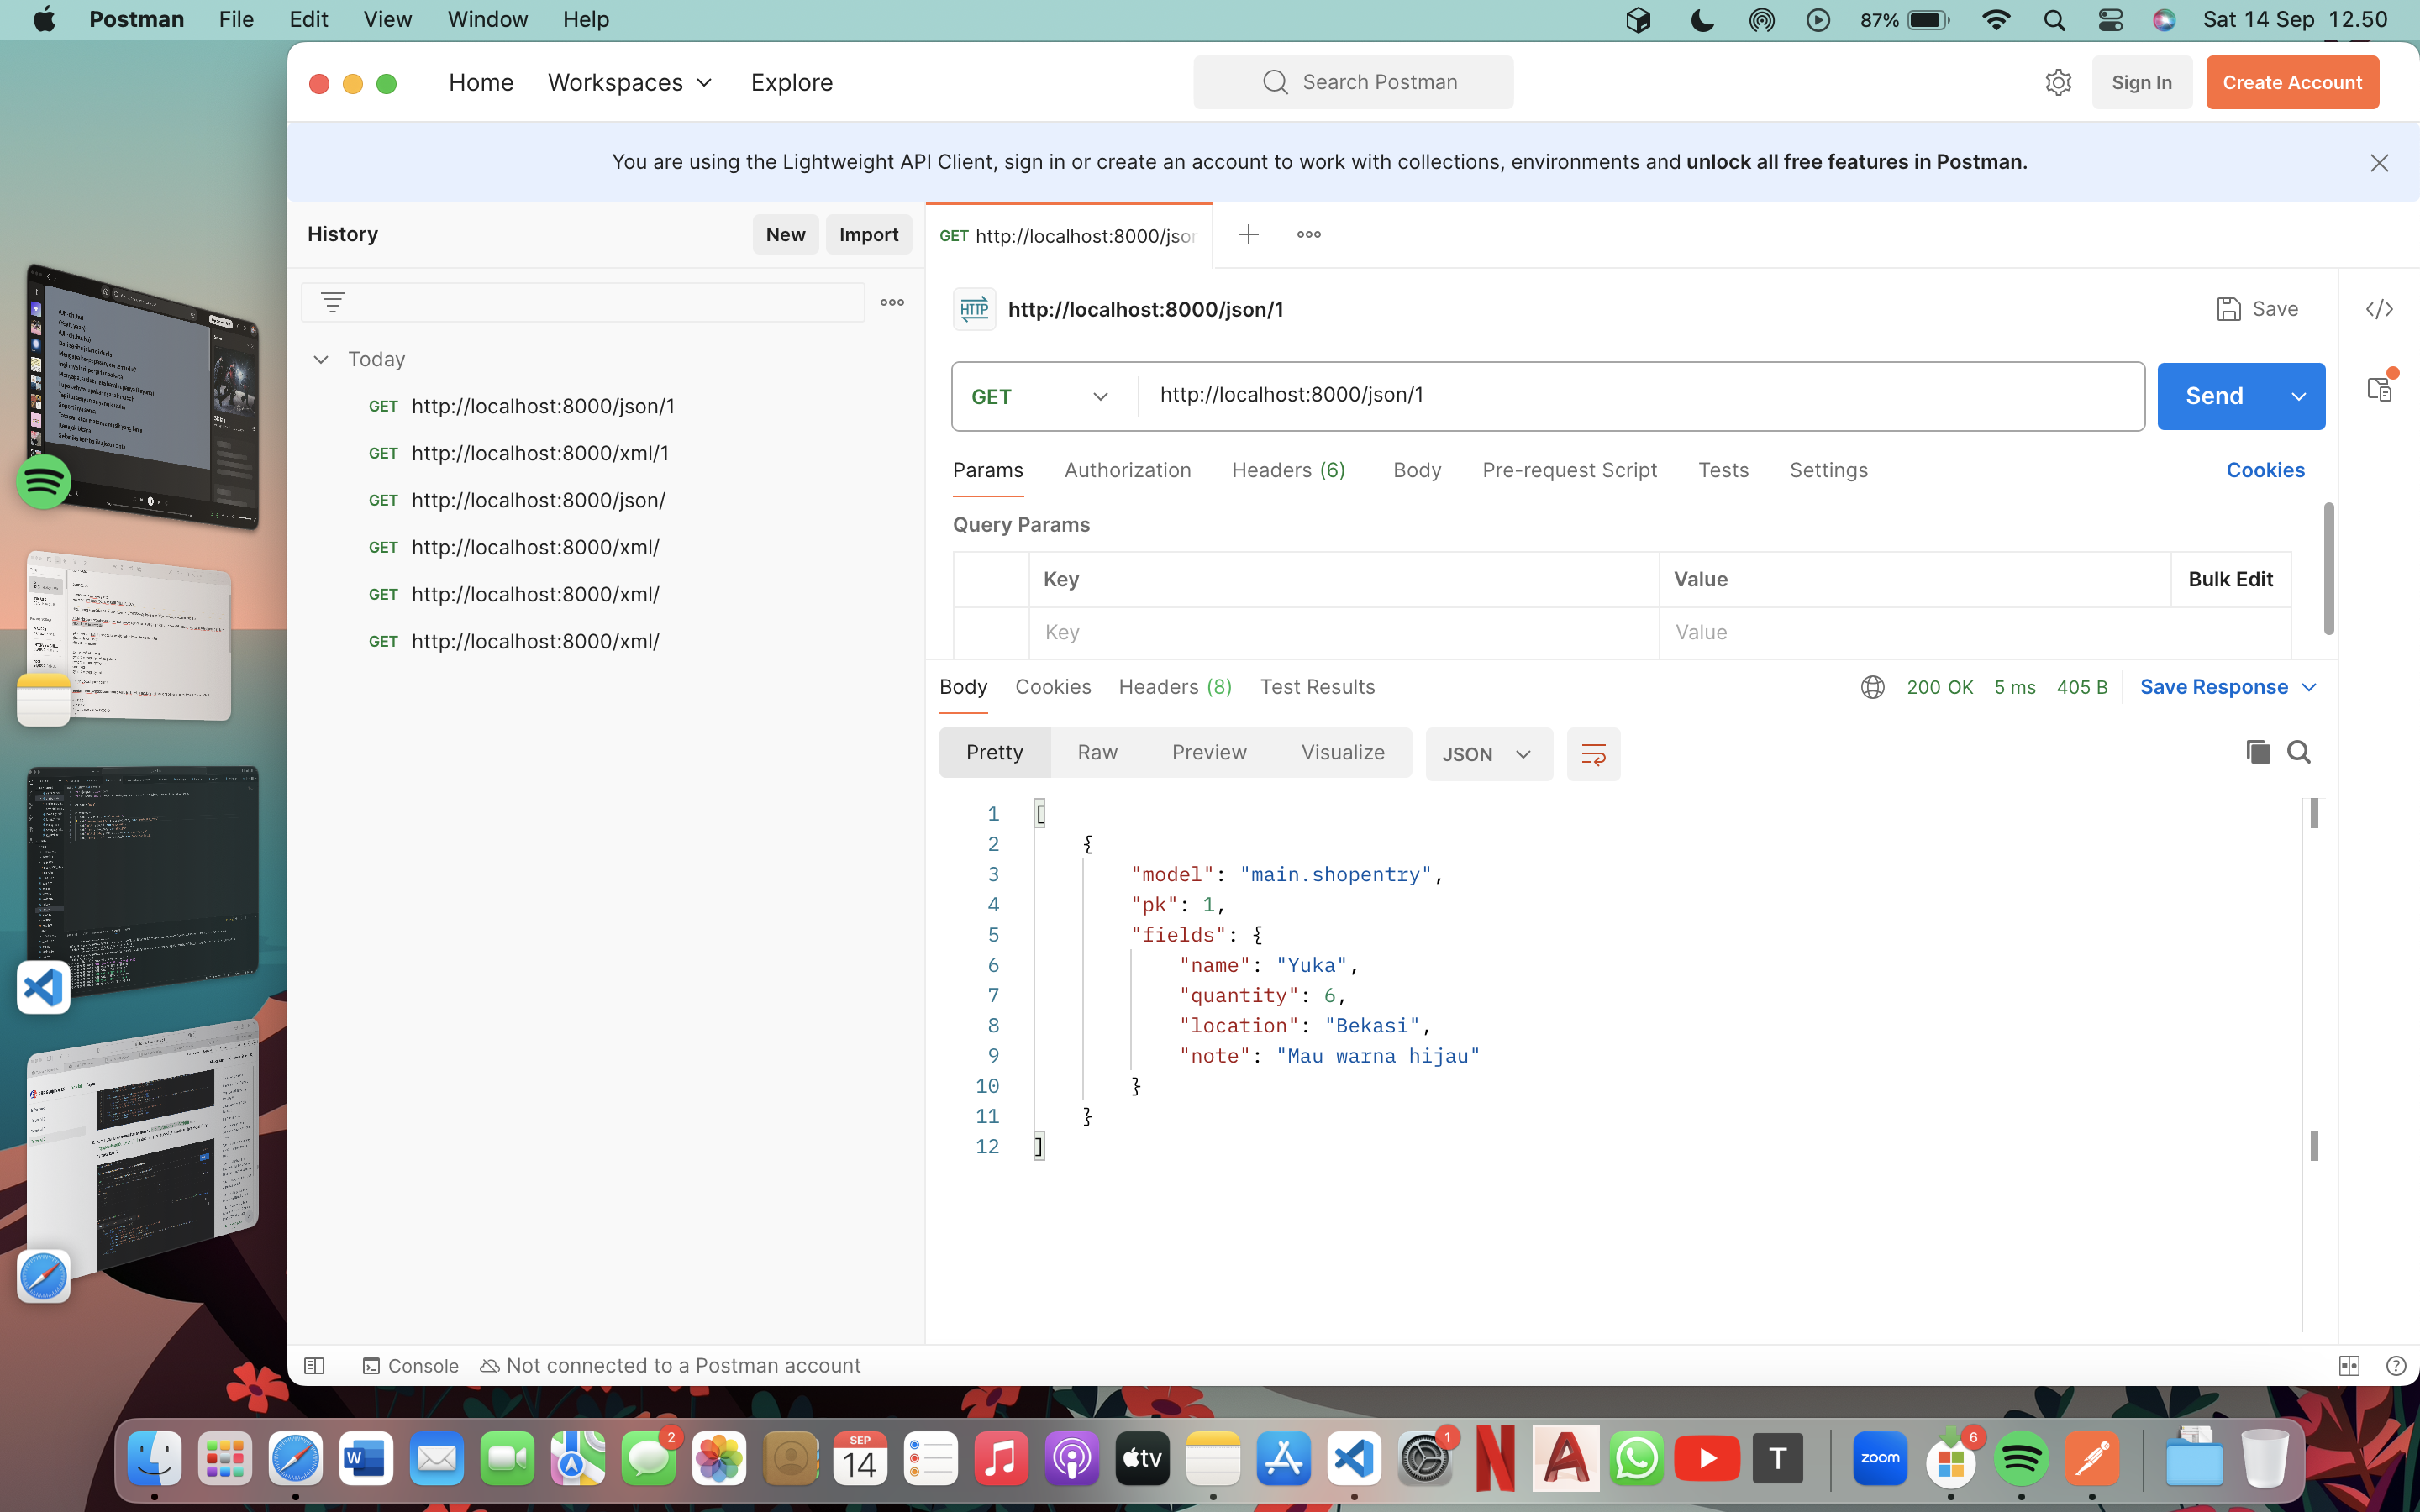 Postman File Edit View Window Help 87% Sat 14 Sep 12.50
Home Workspaces Explore Search Postman Sign In Create Account
You are using the Lightweight API Client, sign in or create an account to work with collections, environments and unlock all free features in Postman.
History New Import
GET http://localhost:8000/jsor
HTTP http://localhost:8000/json/1 Save
Today
GET http://localhost:8000/json/1
GET http://localhost:8000/xml/1
GET http://localhost:8000/json/
GET http://localhost:8000/xml/
GET http://localhost:8000/xml/
GET http://localhost:8000/xml/
GET http://localhost:8000/json/1 Send
Params Authorization Headers (6) Body Pre-request Script Tests Settings Cookies
Query Params
Key Value Bulk Edit
Key Value
Body Cookies Headers (8) Test Results 200 OK 5 ms 405 B Save Response
Pretty Raw Preview Visualize JSON
1 [
2 {
3 "model": "main.shopentry",
4 "pk": 1,
5 "fields": {
6 "name": "Yuka",
7 "quantity": 6,
8 "location": "Bekasi",
9 "note": "Mau warna hijau"
10 }
11 }
12 ]
Console Not connected to a Postman account
2 SEP 14 tv 1 T zoom 6